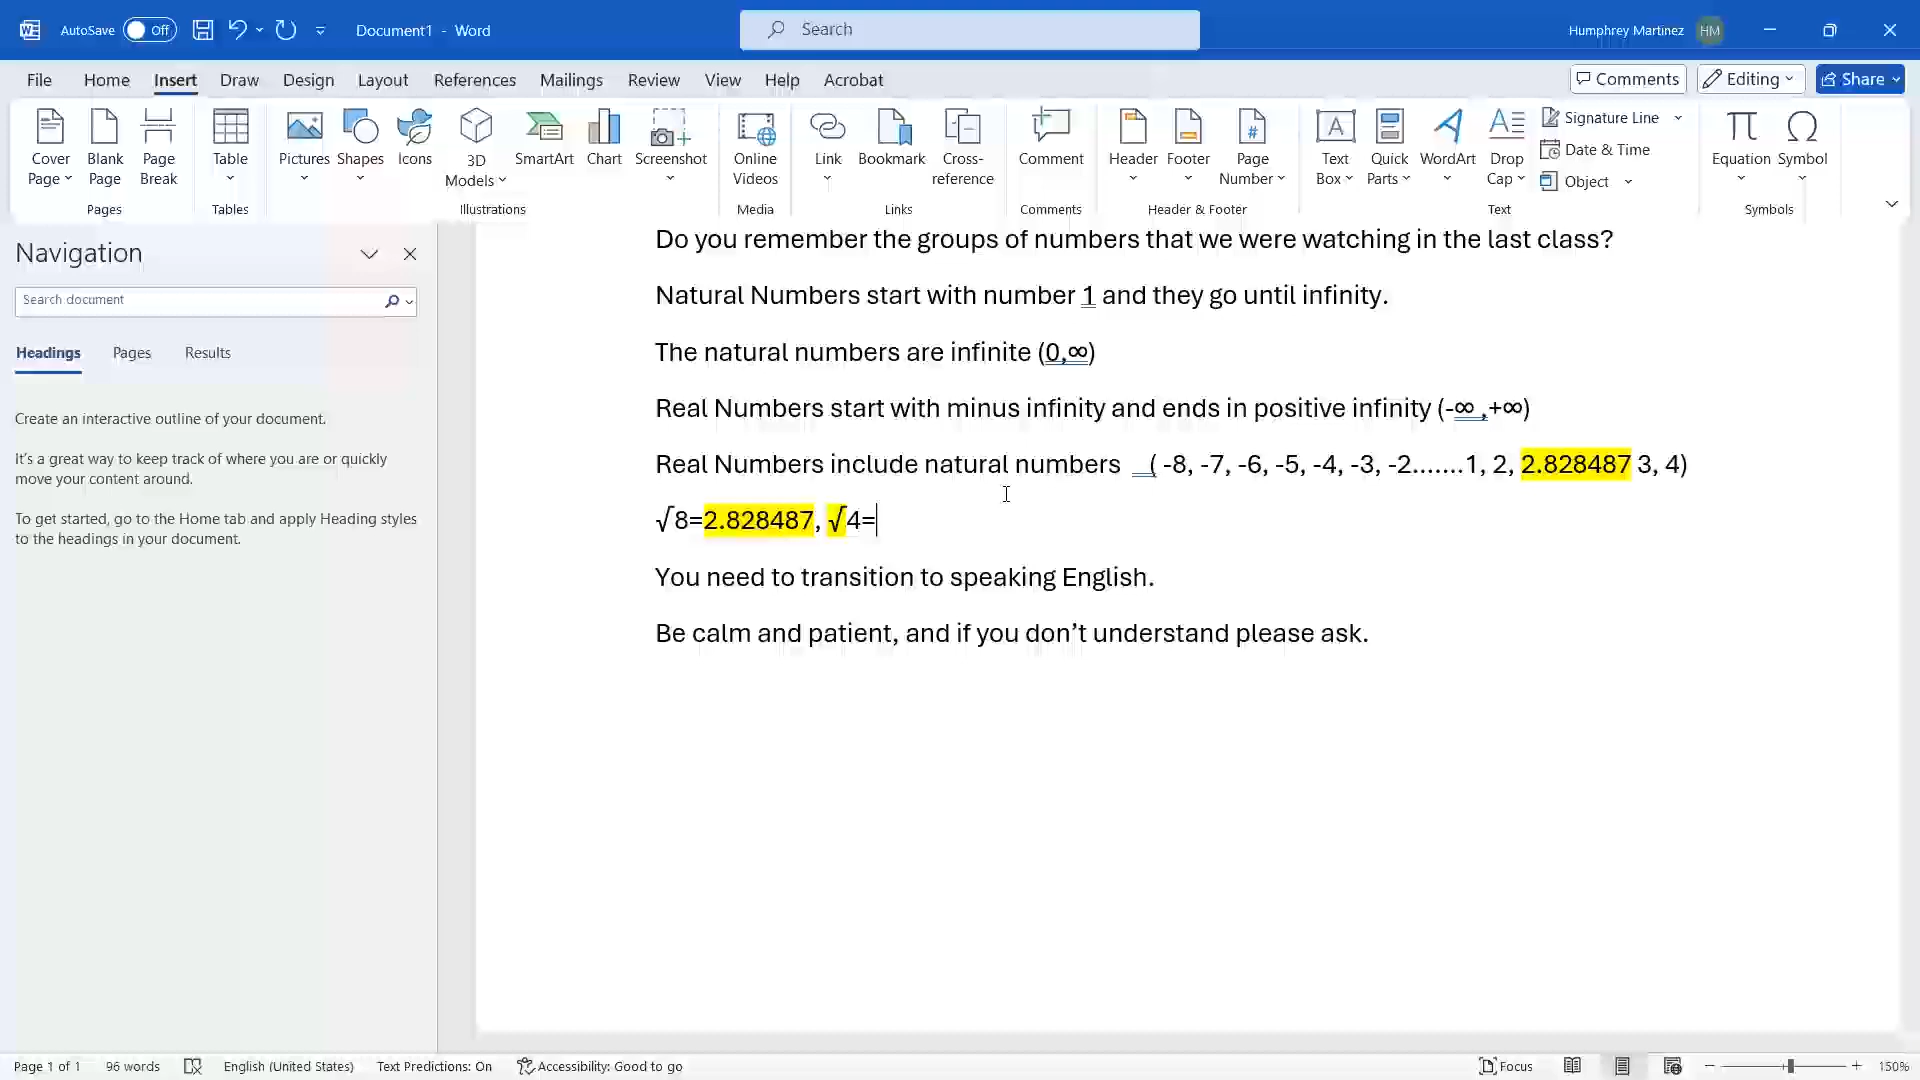 AutoSave Off Document1 - Word Search Humphrey Martinez HM
File Home Insert Draw Design Layout References Mailings Review View Help Acrobat Comments Editing Share
Cover Page Blank Page Page Break Table Pictures Shapes Icons 3D Models SmartArt Chart Screenshot Online Videos Link Bookmark Cross-reference Comment Header Footer Page Number Text Box Quick Parts WordArt Drop Cap Signature Line Date & Time Object Equation Symbol
Pages Tables Illustrations Media Links Comments Header & Footer Text Symbols
Navigation
Search document
Headings Pages Results
Create an interactive outline of your document.
It's a great way to keep track of where you are or quickly
move your content around.
To get started, go to the Home tab and apply Heading styles
to the headings in your document.
Do you remember the groups of numbers that we were watching in the last class?
Natural Numbers start with number 1 and they go until infinity.
The natural numbers are infinite (0,∞)
Real Numbers start with minus infinity and ends in positive infinity (-∞ ,+∞)
Real Numbers include natural numbers ( -8, -7, -6, -5, -4, -3, -2.......1, 2, 2.828487 3, 4)
√8=2.828487, √4=
You need to transition to speaking English.
Be calm and patient, and if you don’t understand please ask.
Page 1 of 1 96 words English (United States) Text Predictions: On Accessibility: Good to go Focus 150%